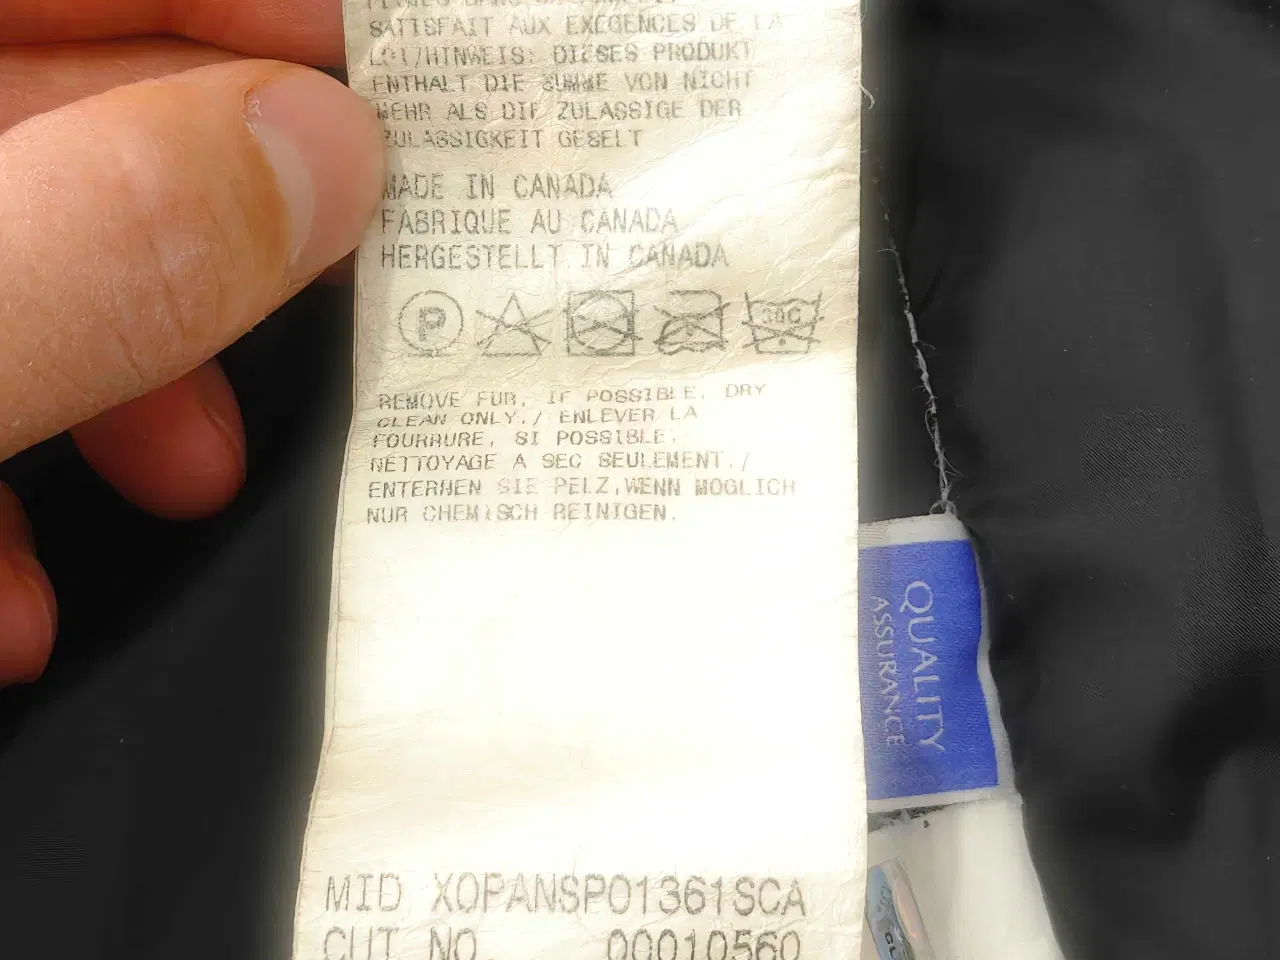 SATISFAIT AUX EXEGENCES DE LA
LOI/HINWEIS: DIESES PRODUKT
ENTHALT DIE SUMME VON NICHT
MEHR ALS DIE ZULASSIGE DER
ZULASSIGKEIT GESELT
MADE IN CANADA
FABRIQUE AU CANADA
HERGESTELLT IN CANADA
P
30C
REMOVE FUR, IF POSSIBLE, DRY
CLEAN ONLY./ ENLEVER LA
FOURRURE, SI POSSIBLE,
NETTOYAGE A SEC SEULEMENT./
ENTERNEN SIE PELZ,WENN MOGLICH
NUR CHEMISCH REINIGEN.
MID XOPANSPO1361SCA
CUT NO. 00010560
QUALITY
ASSURANCE